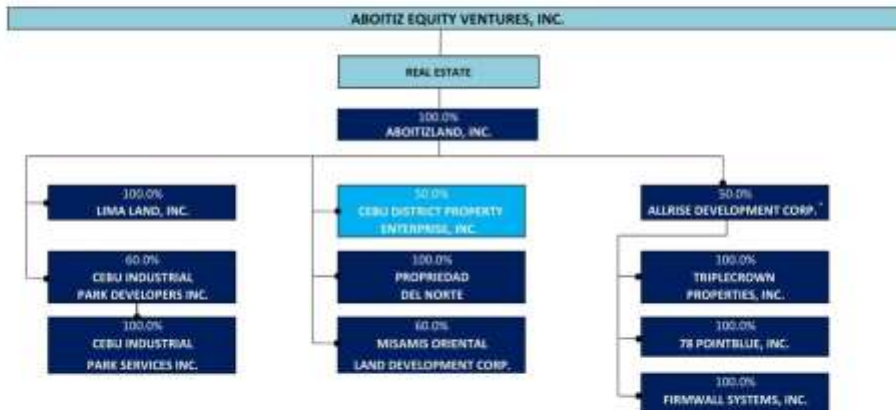 ABOITIZ EQUITY VENTURES, INC.
REAL ESTATE
100.0%
ABOITIZLAND, INC.
100.0%
LIMA LAND, INC.
60.0%
CEBU INDUSTRIAL
PARK DEVELOPERS INC.
100.0%
CEBU INDUSTRIAL
PARK SERVICES INC.
50.0%
CEBU DISTRICT PROPERTY
ENTERPRISE, INC.
100.0%
PROPRIEDAD
DEL NORTE
60.0%
MISAMIS ORIENTAL
LAND DEVELOPMENT CORP.
50.0%
ALLRISE DEVELOPMENT CORP.*
100.0%
TRIPLECROWN
PROPERTIES, INC.
100.0%
78 POINTBLUE, INC.
100.0%
FIRMWALL SYSTEMS, INC.